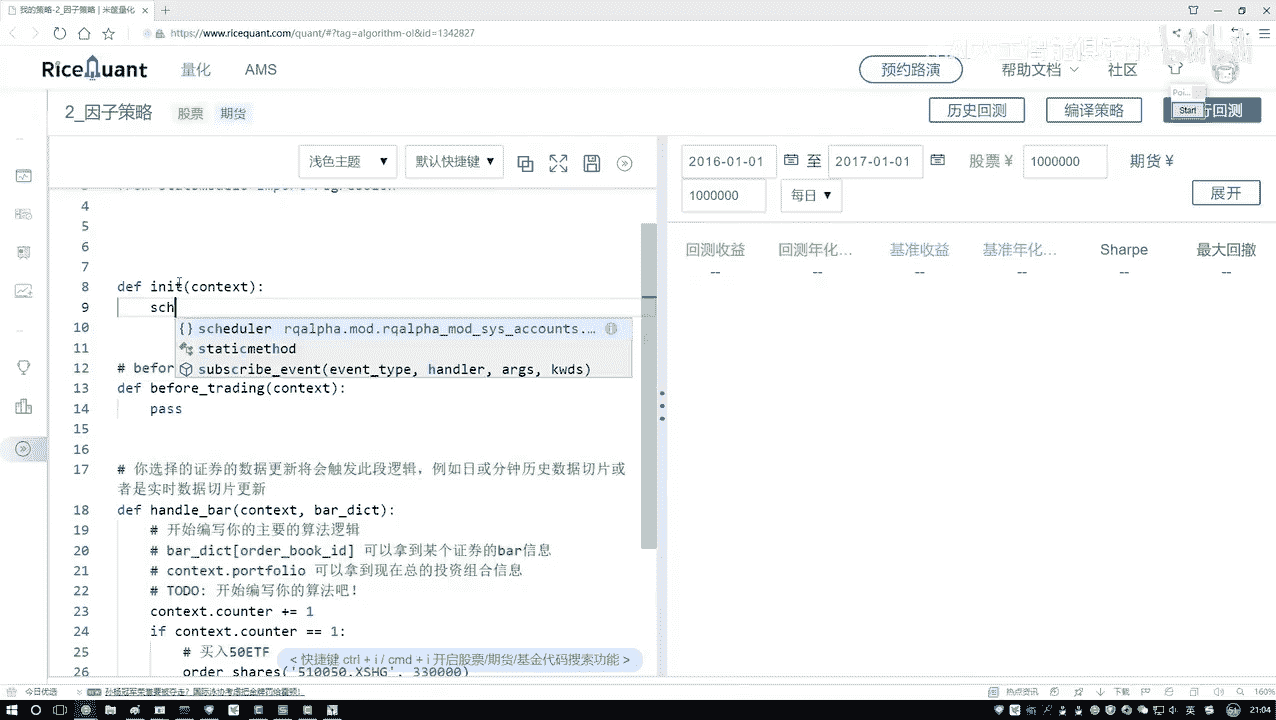 我的策略-2_因子策略 | 米筐量化
https://www.ricequant.com/quant/#?tag=algorithm-ol&id=1342827
RiceQuant 量化 AMS 预约路演 帮助文档 社区
Poi...
2_因子策略 股票 期货 历史回测 编译策略 Start 行回测
浅色主题 ▼ 默认快捷键 ▼
2016-01-01 至 2017-01-01 股票 ¥ 1000000 期货 ¥
1000000 每日 ▼ 展开
回测收益 回测年化... 基准收益 基准年化... Sharpe 最大回撤
-- -- -- -- -- --
4
5
6
7
8 def init(context):
9 sch
10 {} scheduler rqalpha.mod.rqalpha_mod_sys_accounts....
11 staticmethod
12 # befor subscribe_event(event_type, handler, args, kwds)
13 def before_trading(context):
14 pass
15
16
17 # 你选择的证券的数据更新将会触发此段逻辑，例如日或分钟历史数据切片或
者是实时数据切片更新
18 def handle_bar(context, bar_dict):
19 # 开始编写你的主要的算法逻辑
20 # bar_dict[order_book_id] 可以拿到某个证券的bar信息
21 # context.portfolio 可以拿到现在总的投资组合信息
22 # TODO: 开始编写你的算法吧!
23 context.counter += 1
24 if context.counter == 1:
25 # 买入50ETF
< 快捷键 ctrl + i / cmd + i 开启股票/期货/基金代码搜索功能 >
26 order_shares('510050.XSHG', 330000)
今日优选 热点资讯 下载 160%
英 21:04